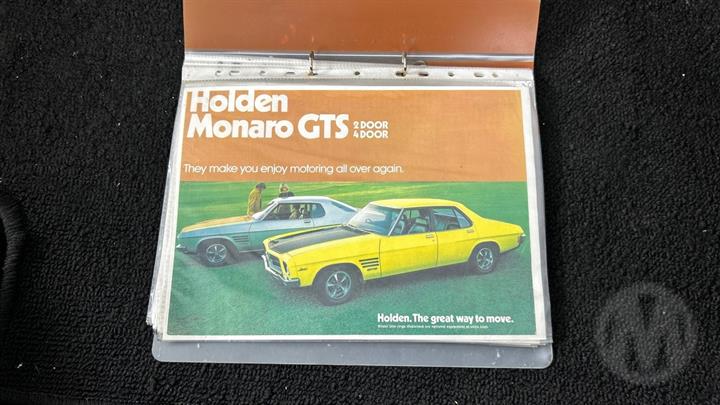 Holden
Monaro GTS
2 DOOR
4 DOOR
They make you enjoy motoring all over again.
Holden. The great way to move.